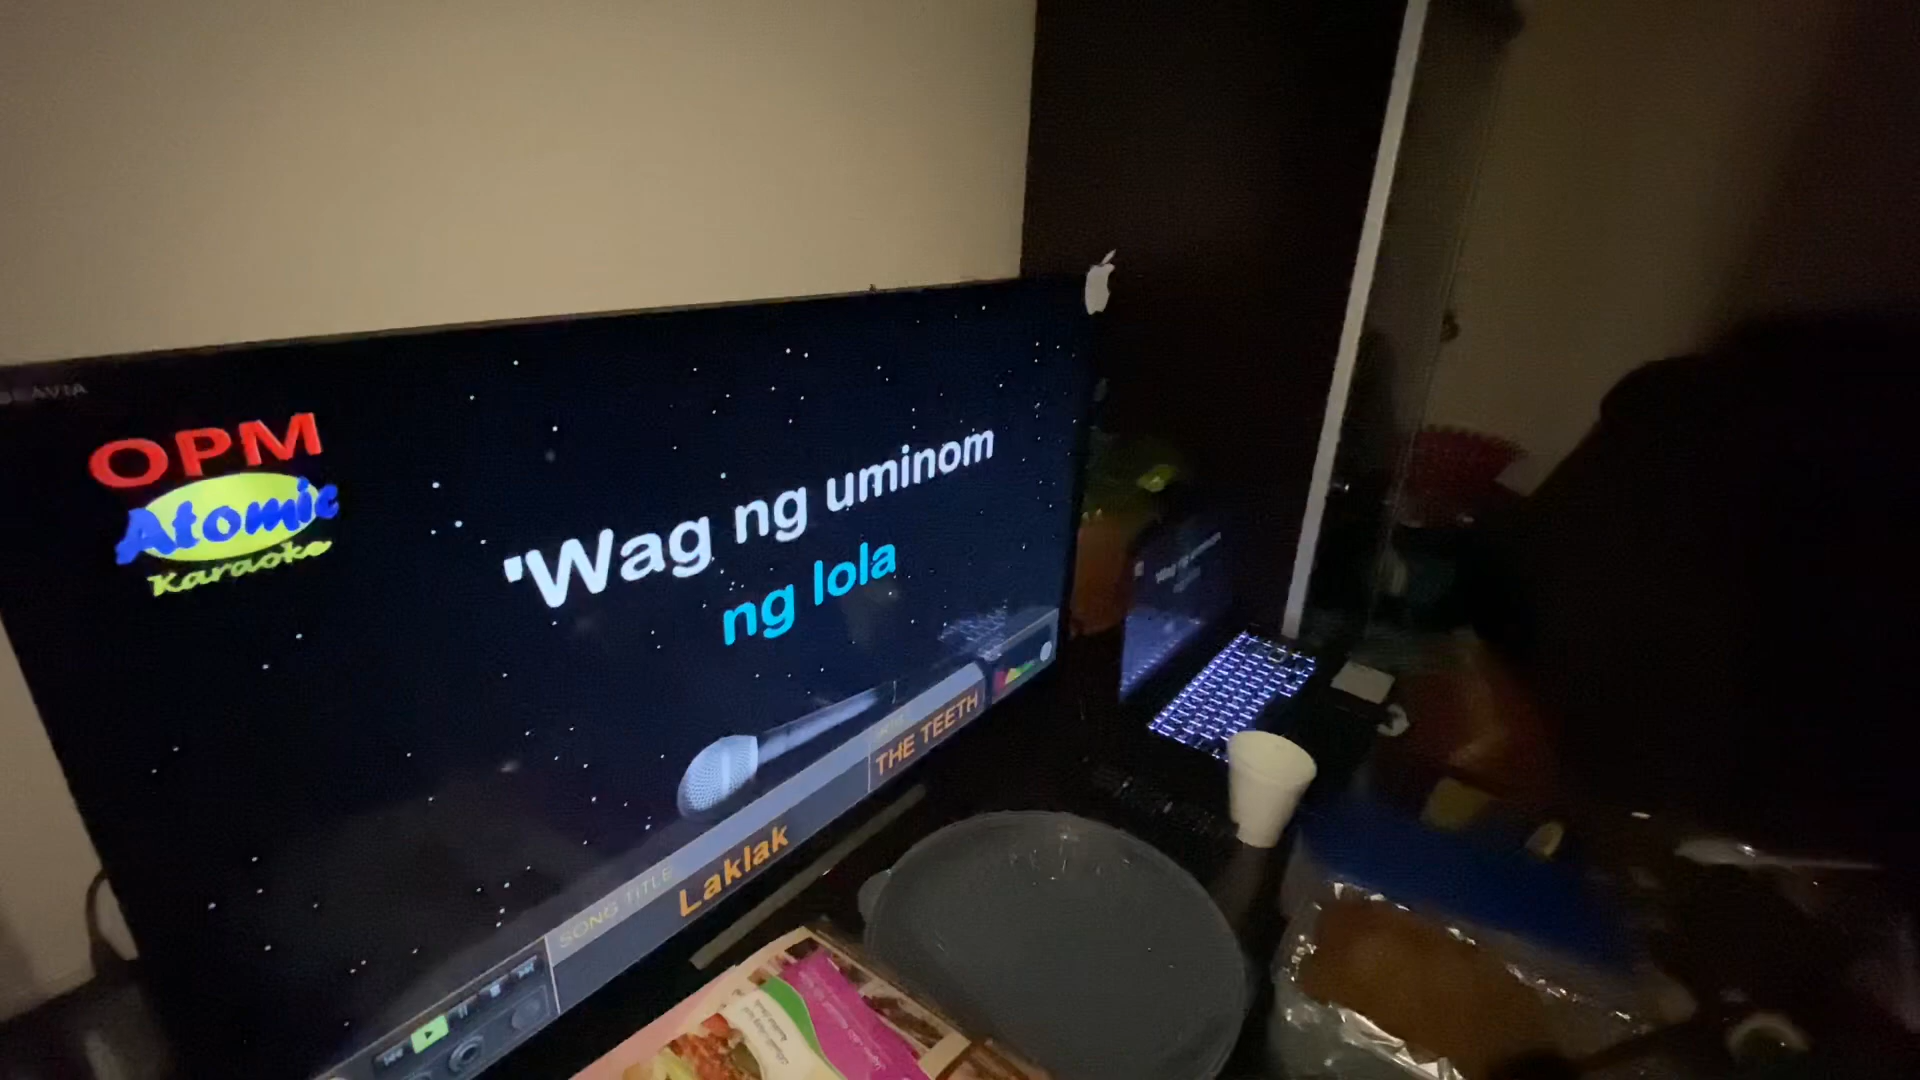 OPM
Atomic
Karaoke
'Wag ng uminom
ng lola
SONG TITLE
Laklak
THE TEETH